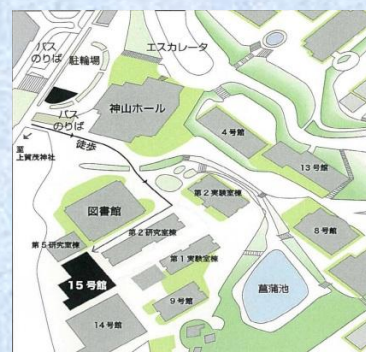 バス
のりば
駐輪場
エスカレータ
神山ホール
バス
のりば
徒歩
至
上賀茂神社
4号館
13号館
図書館
第2実験室棟
第2研究室棟
第5研究室棟
第1実験室棟
8号館
15号館
9号館
菖蒲池
14号館